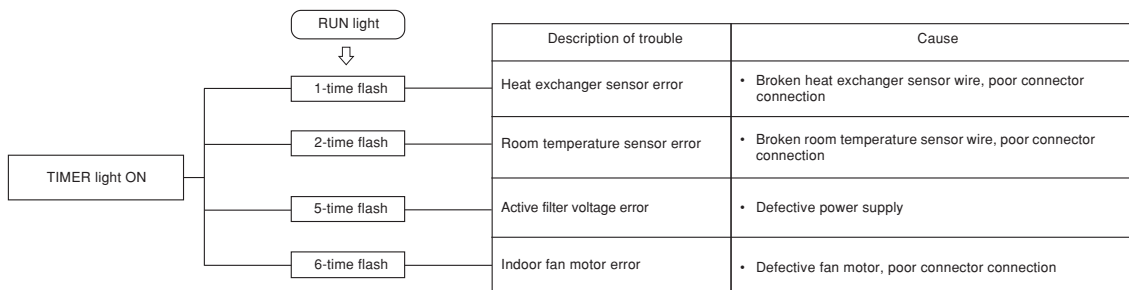 RUN light
Description of trouble
Cause
1-time flash
Heat exchanger sensor error
• Broken heat exchanger sensor wire, poor connector
connection
2-time flash
Room temperature sensor error
• Broken room temperature sensor wire, poor connector
connection
TIMER light ON
5-time flash
Active filter voltage error
• Defective power supply
6-time flash
Indoor fan motor error
• Defective fan motor, poor connector connection